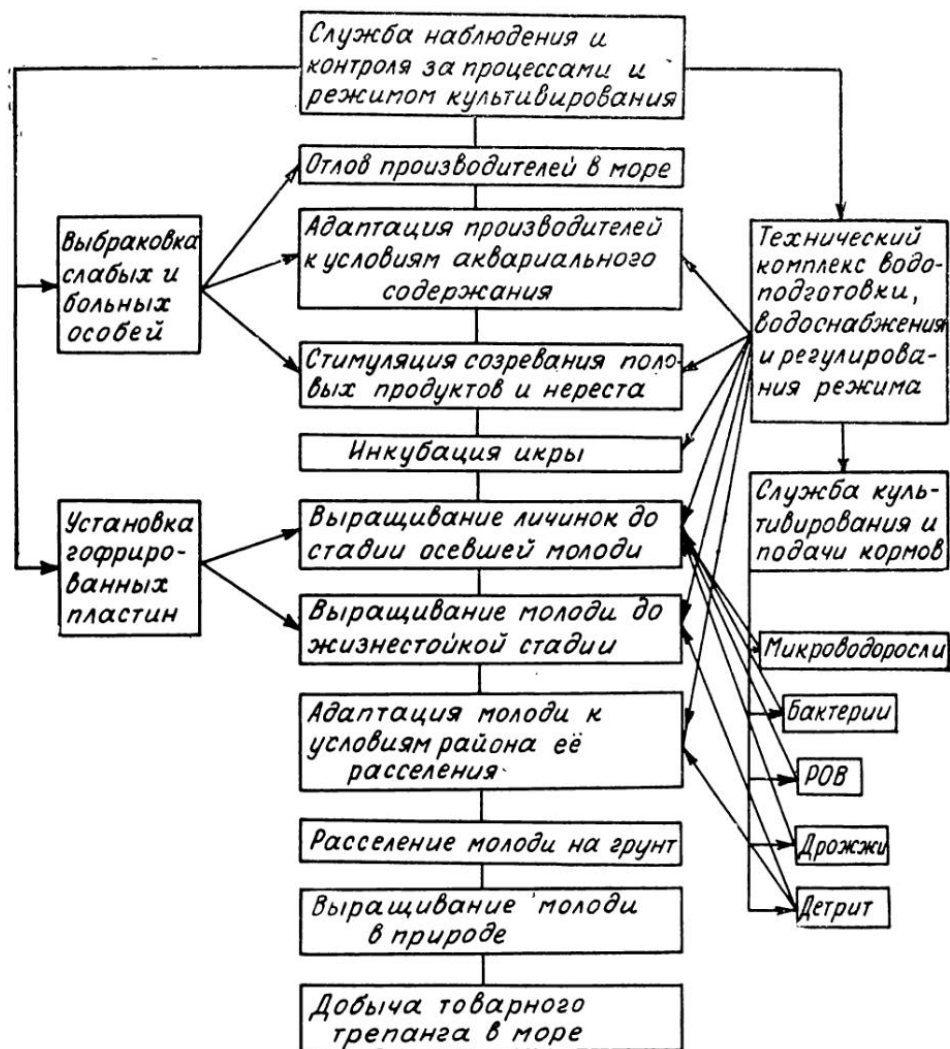 Служба наблюдения и
контроля за процессами и
режимом культивирования
Отлов производителей в море
Адаптация производителей
к условиям аквариального
содержания
Стимуляция созревания поло-
вых продуктов и нереста
Инкубация икры
Выращивание личинок до
стадии осевшей молоди
Выращивание молоди до
жизнестойкой стадии
Адаптация молоди к
условиям района её
расселения
Расселение молоди на грунт
Выращивание молоди
в природе
Добыча товарного
трепанга в море
Выбраковка
слабых и
больных
особей
Установка
гофриро-
ванных
пластин
Технический
комплекс водо-
подготовки,
водоснабжения
и регулирова-
ния режима
Служба куль-
тивирования и
подачи кормов
Микроводоросли
Бактерии
РОВ
Дрожжи
Детрит